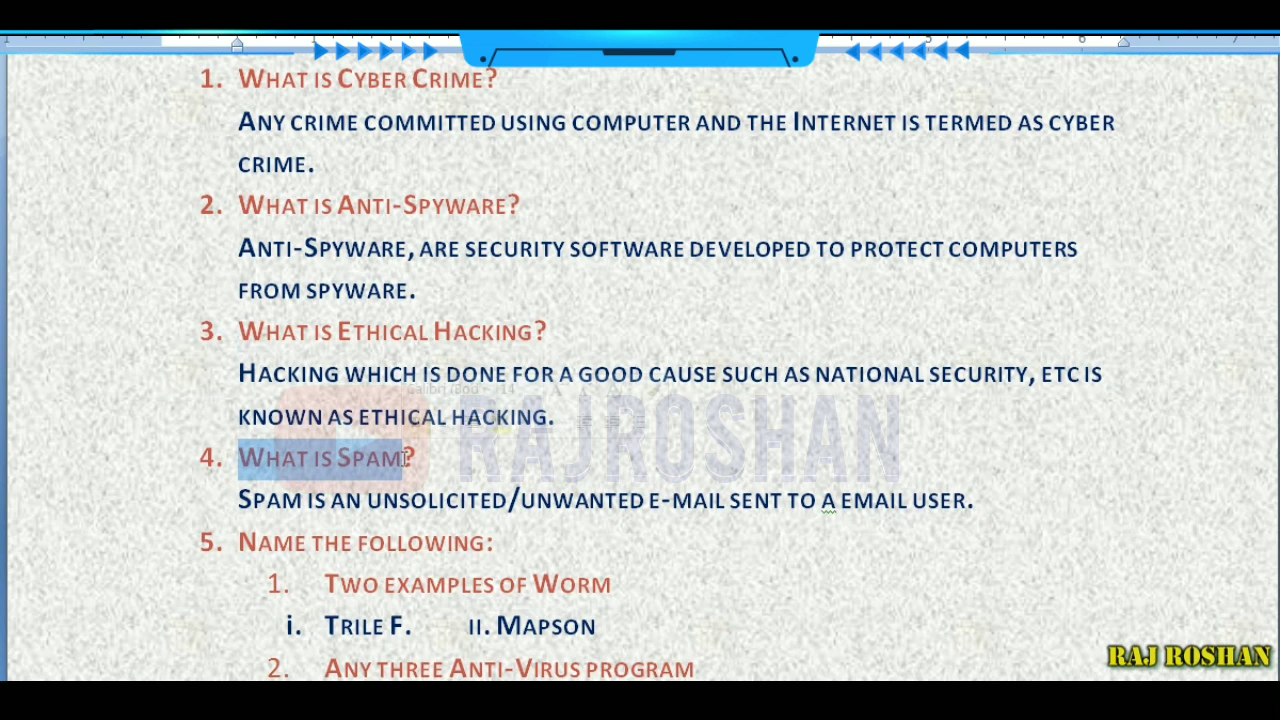 1. What is Cyber Crime?
Any crime committed using computer and the Internet is termed as cyber
crime.
2. What is Anti-Spyware?
Anti-Spyware, are security software developed to protect computers
from spyware.
3. What is Ethical Hacking?
Hacking which is done for a good cause such as national security, etc is
known as ethical hacking.
RAJROSHAN
4. What is Spam?
Spam is an unsolicited/unwanted e-mail sent to a email user.
5. Name the following:
1. Two examples of Worm
i. Trile F. ii. Mapson
2. Any three Anti-Virus program
RAJ ROSHAN